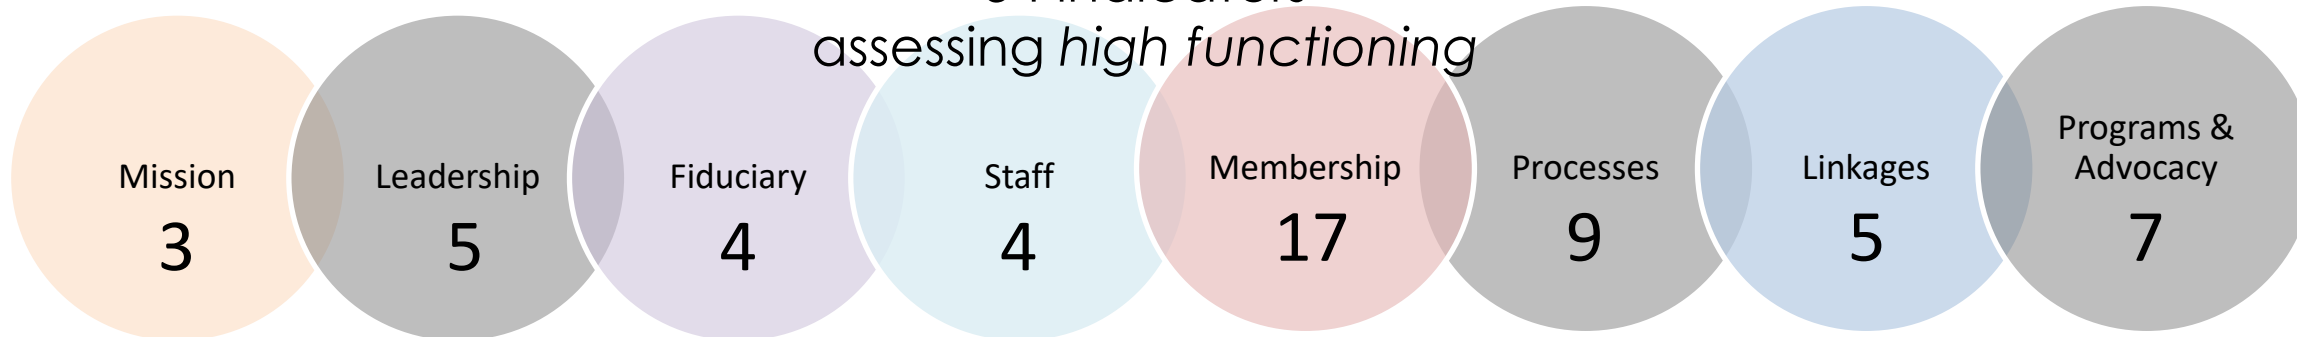 assessing high functioning
Mission
3
Leadership
5
Fiduciary
4
Staff
4
Membership
17
Processes
9
Linkages
5
Programs &
Advocacy
7